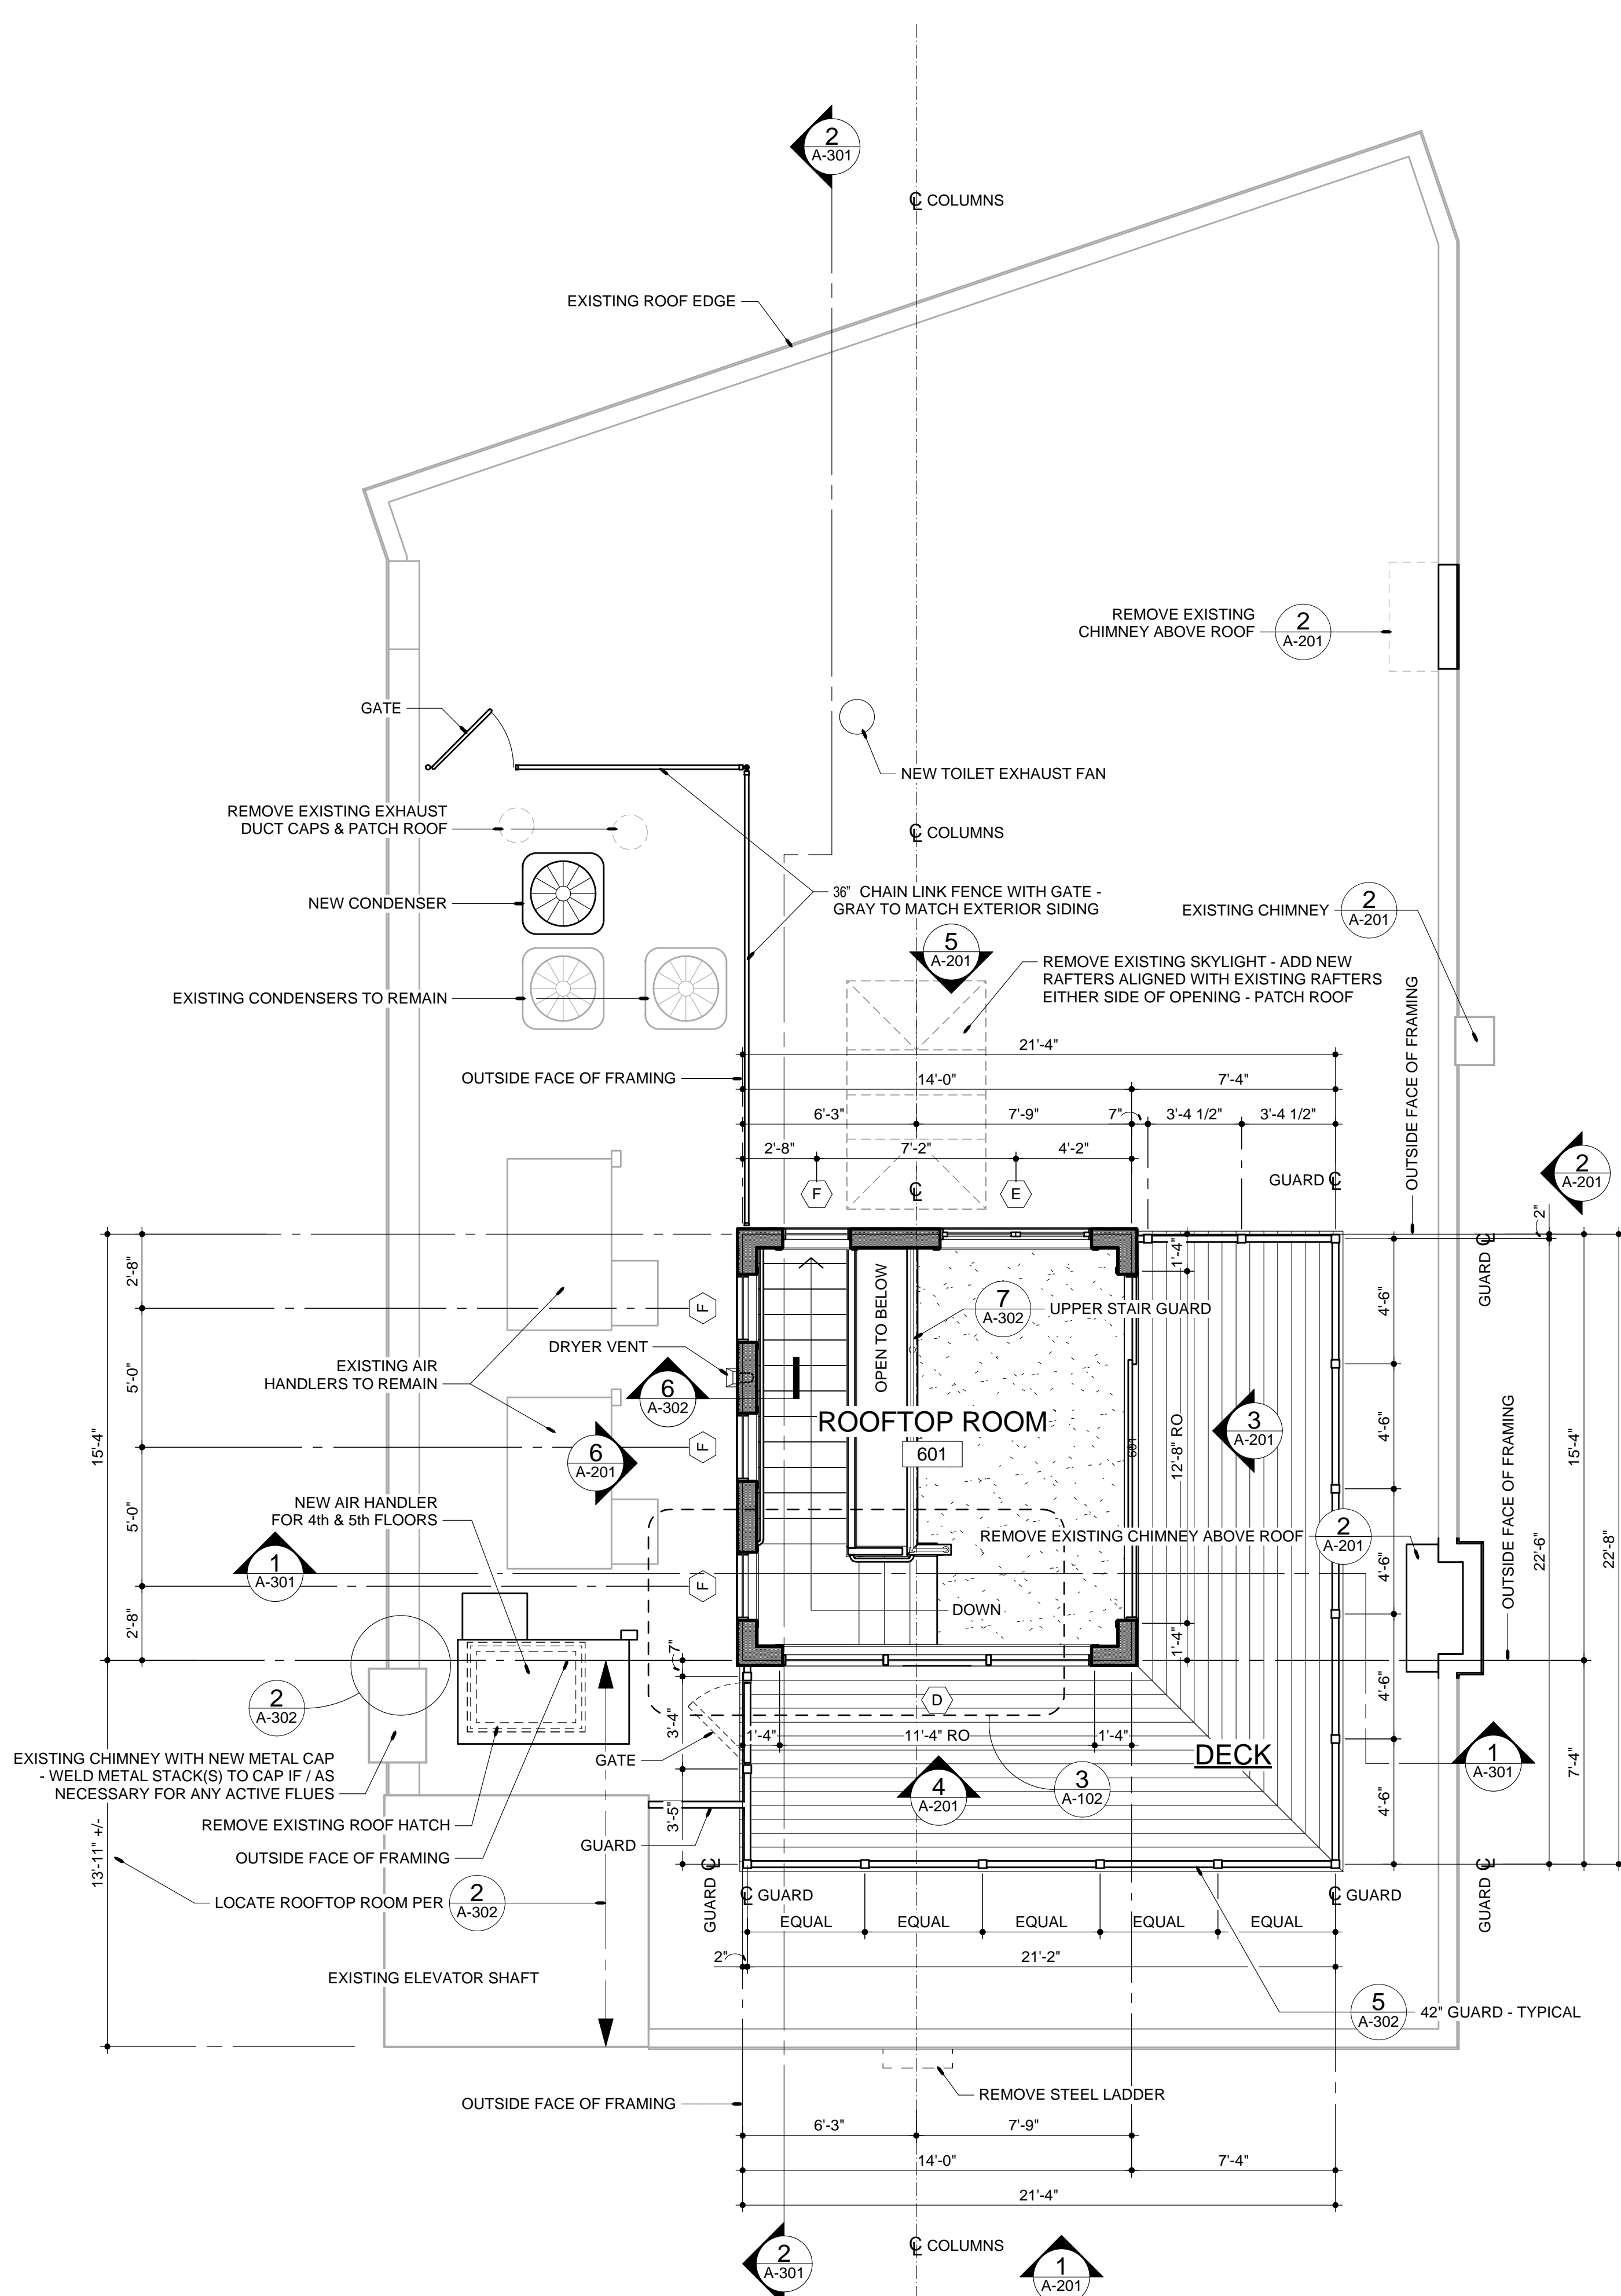 2
A-301
℄ COLUMNS
EXISTING ROOF EDGE
REMOVE EXISTING
CHIMNEY ABOVE ROOF
2
A-201
GATE
NEW TOILET EXHAUST FAN
REMOVE EXISTING EXHAUST
DUCT CAPS & PATCH ROOF
℄ COLUMNS
NEW CONDENSER
36" CHAIN LINK FENCE WITH GATE -
GRAY TO MATCH EXTERIOR SIDING
EXISTING CHIMNEY
2
A-201
5
A-201
REMOVE EXISTING SKYLIGHT - ADD NEW
RAFTERS ALIGNED WITH EXISTING RAFTERS
EITHER SIDE OF OPENING - PATCH ROOF
EXISTING CONDENSERS TO REMAIN
OUTSIDE FACE OF FRAMING
21'-4"
OUTSIDE FACE OF FRAMING
14'-0"
7'-4"
6'-3"
7'-9"
7"
3'-4 1/2"
3'-4 1/2"
2'-8"
7'-2"
4'-2"
F
℄
E
GUARD ℄
2
A-201
2"
GUARD ℄
2'-8"
5'-0"
5'-0"
2'-8"
15'-4"
13'-11" +/-
F
F
F
DRYER VENT
EXISTING AIR
HANDLERS TO REMAIN
6
A-302
6
A-201
OPEN TO BELOW
7
A-302
UPPER STAIR GUARD
1'-4"
12'-8" RO
1'-4"
601
ROOFTOP ROOM
601
3
A-201
4'-6"
4'-6"
4'-6"
4'-6"
4'-6"
15'-4"
7'-4"
22'-6"
22'-8"
OUTSIDE FACE OF FRAMING
NEW AIR HANDLER
FOR 4th & 5th FLOORS
1
A-301
REMOVE EXISTING CHIMNEY ABOVE ROOF
2
A-201
DOWN
2
A-302
7"
3'-4"
3'-5"
D
1'-4"
11'-4" RO
1'-4"
GATE
DECK
1
A-301
EXISTING CHIMNEY WITH NEW METAL CAP
- WELD METAL STACK(S) TO CAP IF / AS
NECESSARY FOR ANY ACTIVE FLUES
4
A-201
3
A-102
REMOVE EXISTING ROOF HATCH
GUARD
OUTSIDE FACE OF FRAMING
LOCATE ROOFTOP ROOM PER
2
A-302
GUARD ℄
℄ GUARD
℄ GUARD
GUARD ℄
EQUAL
EQUAL
EQUAL
EQUAL
EQUAL
2"
21'-2"
EXISTING ELEVATOR SHAFT
5
A-302
42" GUARD - TYPICAL
REMOVE STEEL LADDER
OUTSIDE FACE OF FRAMING
6'-3"
7'-9"
14'-0"
7'-4"
21'-4"
2
A-301
℄ COLUMNS
1
A-201